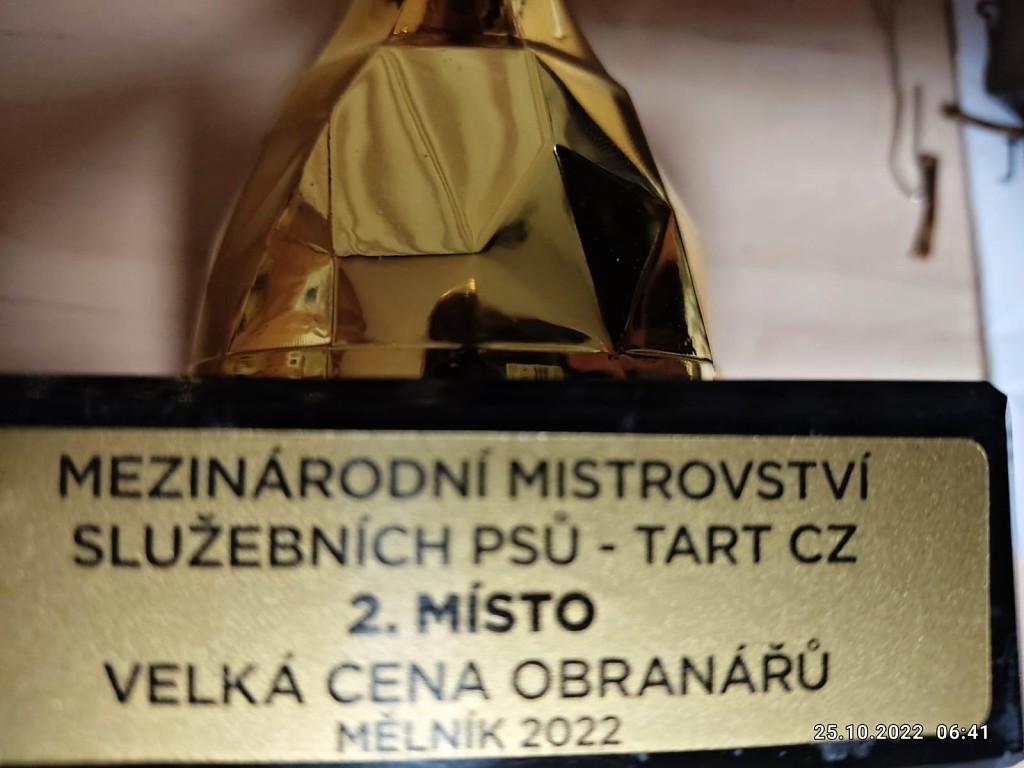 MEZINÁRODNÍ MISTROVSTVÍ
SLUŽEBNÍCH PSŮ - TART CZ
2. MÍSTO
VELKÁ CENA OBRANÁŘŮ
MĚLNÍK 2022
25.10.2022 06:41